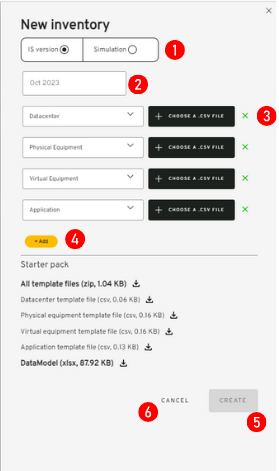 New inventory
IS version Simulation 1
Oct 2023 2
Datacenter + CHOOSE A .CSV FILE × 3
Physical Equipment + CHOOSE A .CSV FILE ×
Virtual Equipment + CHOOSE A .CSV FILE ×
Application + CHOOSE A .CSV FILE ×
+ Add 4
Starter pack
All template files (zip, 1.04 KB)
Datacenter template file (csv, 0.06 KB)
Physical equipment template file (csv, 0.16 KB)
Virtual equipment template file (csv, 0.16 KB)
Application template file (csv, 0.13 KB)
DataModel (xlsx, 87.92 KB)
6 CANCEL CREATE 5